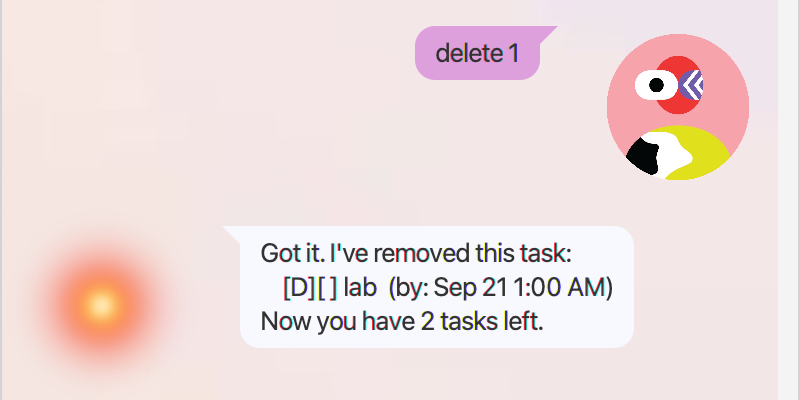 delete 1
Got it. I've removed this task:
[D][ ] lab  (by: Sep 21 1:00 AM)
Now you have 2 tasks left.